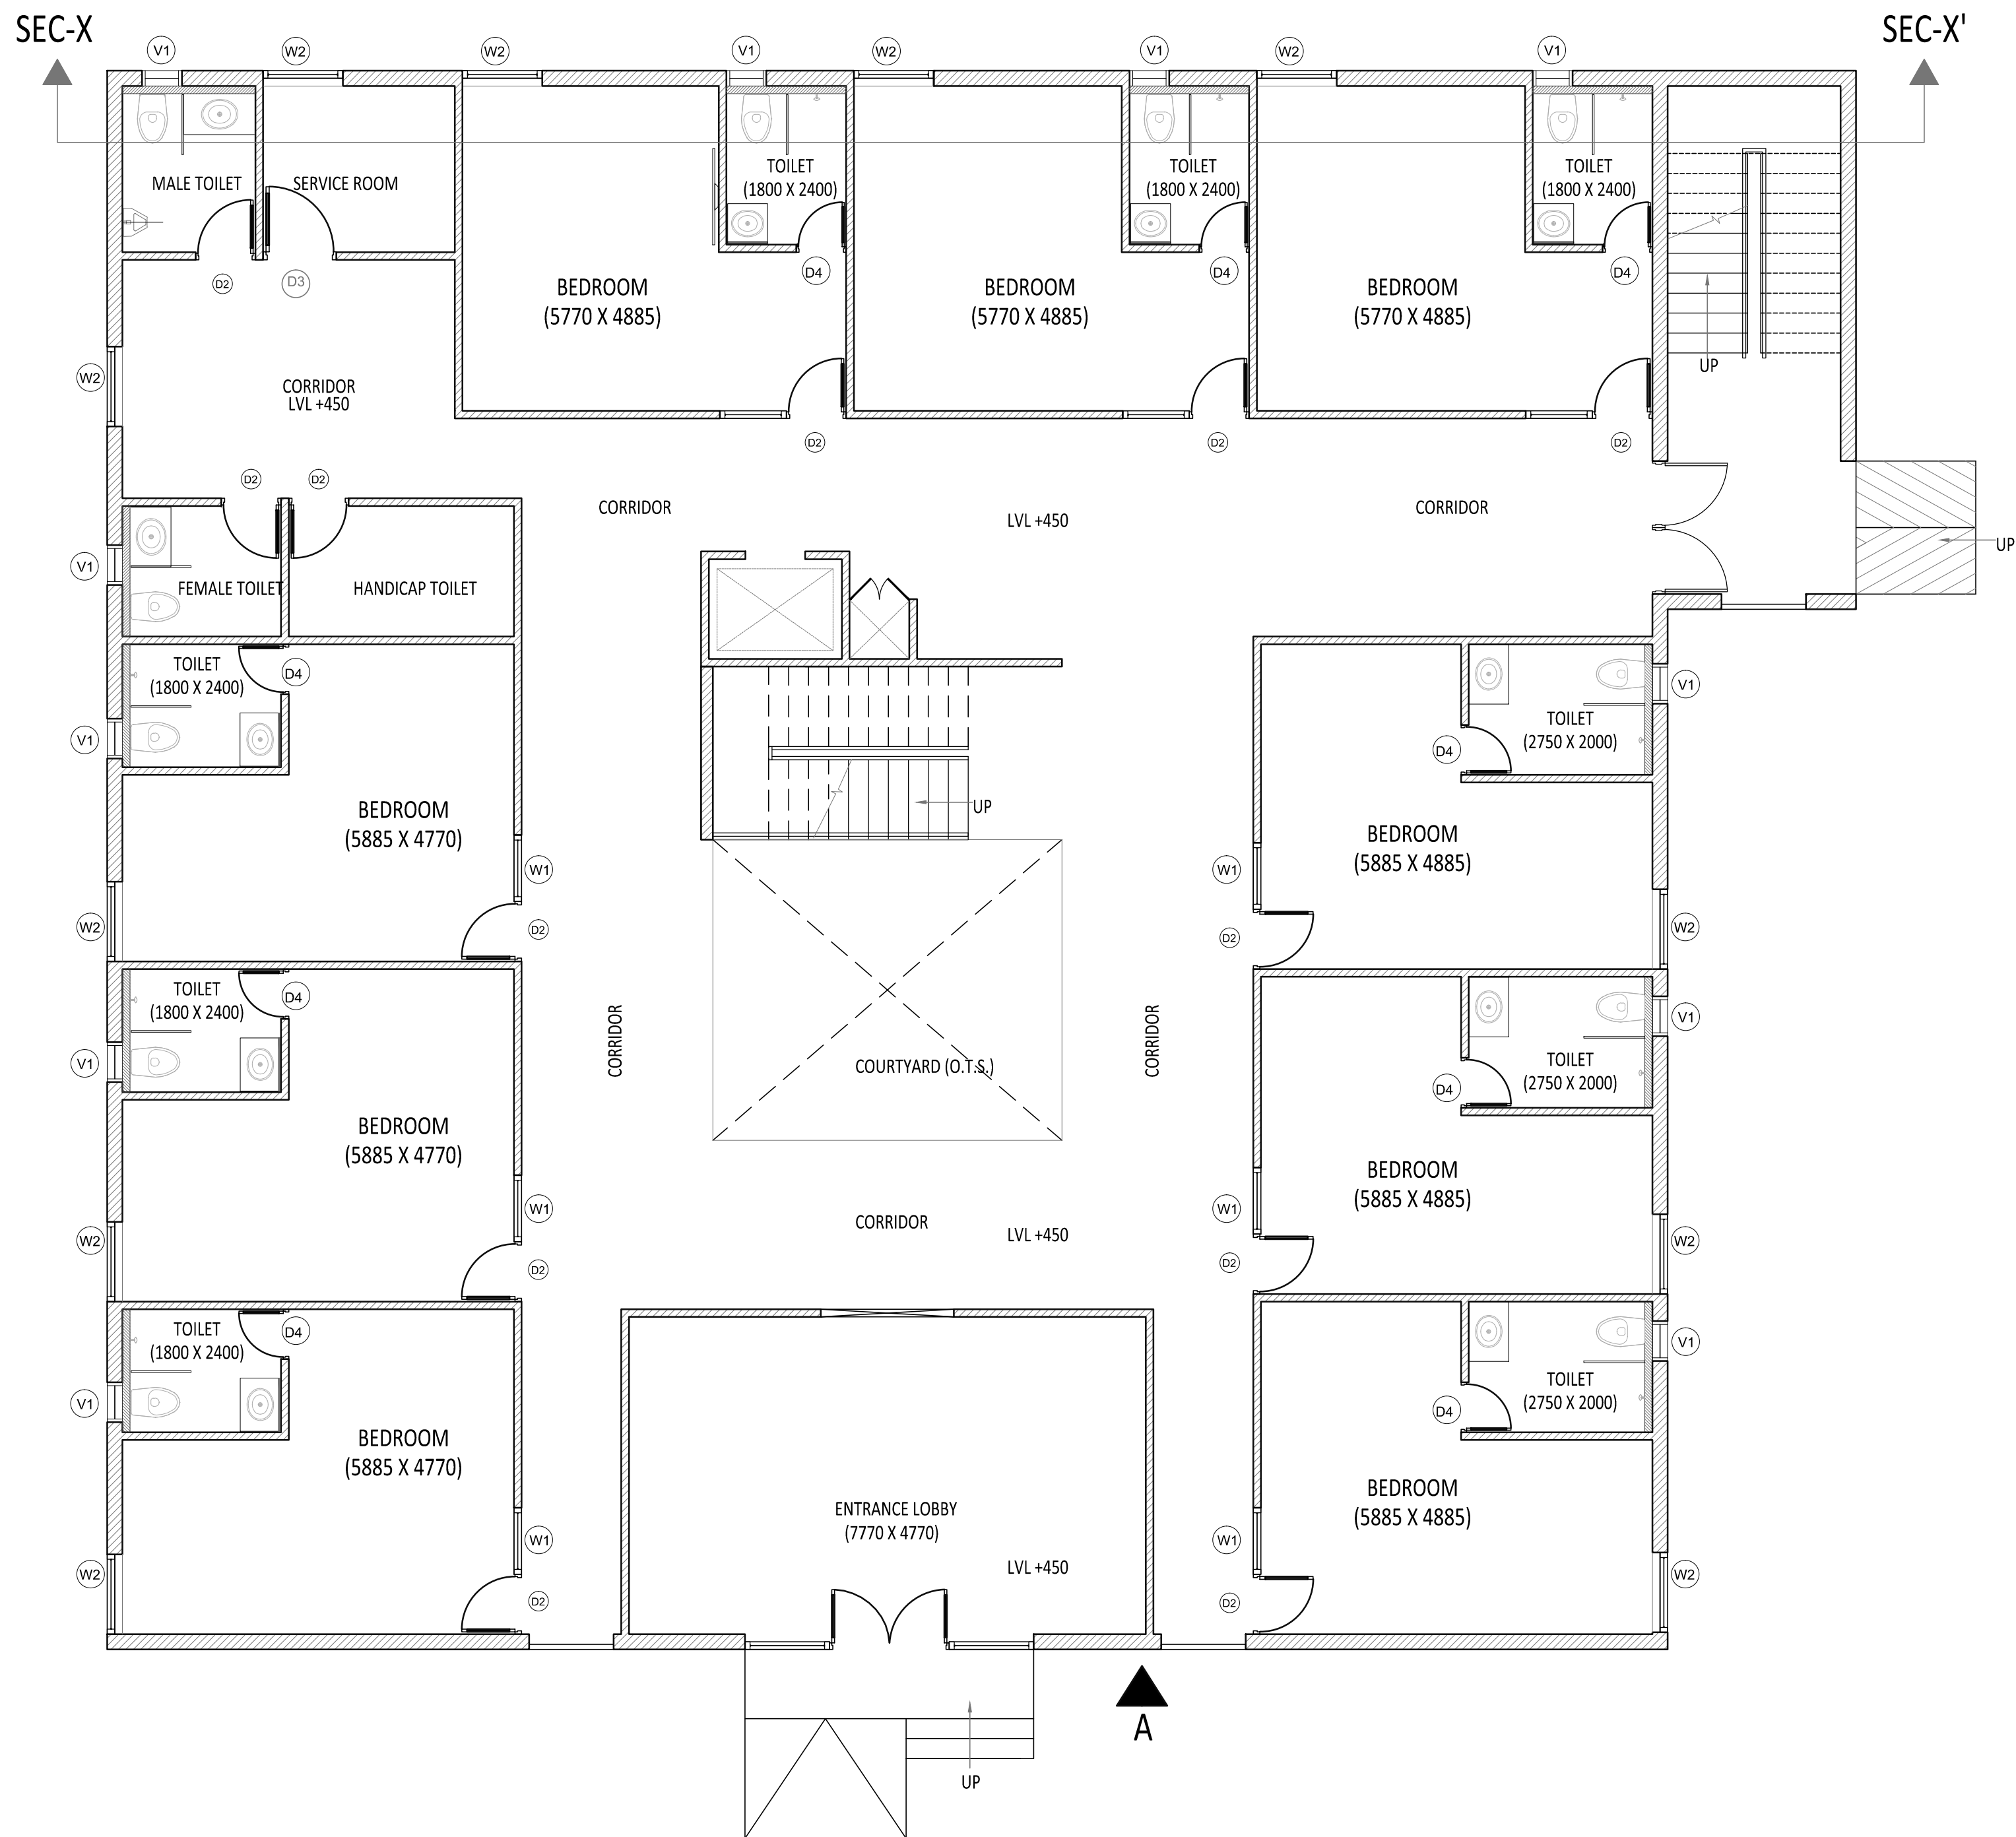 SEC-X
SEC-X'
V1
W2
W2
V1
W2
V1
W2
V1
MALE TOILET
SERVICE ROOM
TOILET
(1800 X 2400)
TOILET
(1800 X 2400)
TOILET
(1800 X 2400)
D2
D3
D4
D4
D4
BEDROOM
(5770 X 4885)
BEDROOM
(5770 X 4885)
BEDROOM
(5770 X 4885)
UP
W2
CORRIDOR
LVL +450
D2
D2
D2
D2
D2
CORRIDOR
LVL +450
CORRIDOR
UP
V1
FEMALE TOILET
HANDICAP TOILET
TOILET
(1800 X 2400)
D4
V1
V1
TOILET
(2750 X 2000)
D4
BEDROOM
(5885 X 4770)
UP
BEDROOM
(5885 X 4885)
W1
W1
W2
D2
D2
W2
TOILET
(1800 X 2400)
D4
V1
V1
CORRIDOR
CORRIDOR
COURTYARD (O.T.S.)
TOILET
(2750 X 2000)
D4
BEDROOM
(5885 X 4770)
BEDROOM
(5885 X 4885)
W1
W1
W2
CORRIDOR
LVL +450
W2
D2
D2
TOILET
(1800 X 2400)
D4
V1
V1
TOILET
(2750 X 2000)
D4
BEDROOM
(5885 X 4770)
BEDROOM
(5885 X 4885)
ENTRANCE LOBBY
(7770 X 4770)
W1
W1
LVL +450
W2
W2
D2
D2
A
UP